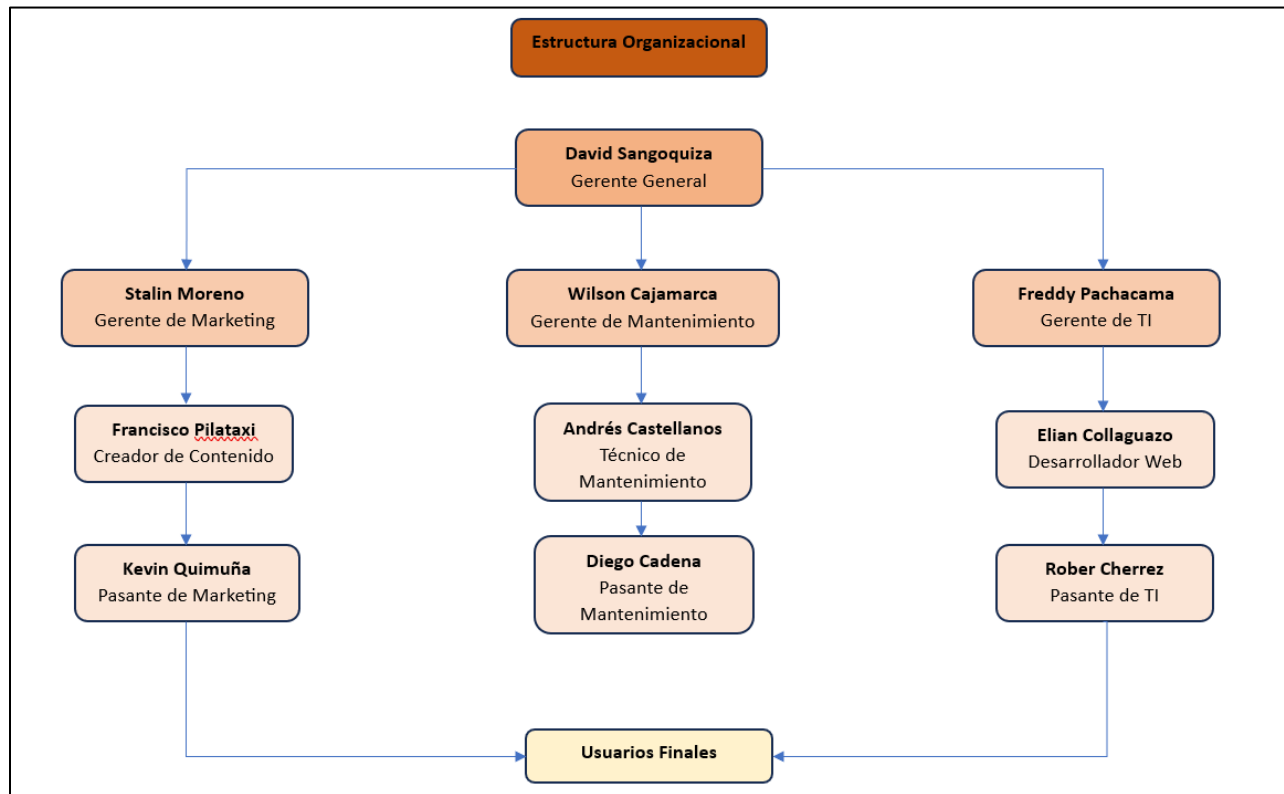 Estructura Organizacional
David Sangoquiza
Gerente General
Stalin Moreno
Gerente de Marketing
Wilson Cajamarca
Gerente de Mantenimiento
Freddy Pachacama
Gerente de TI
Francisco Pilataxi
Creador de Contenido
Andrés Castellanos
Técnico de
Mantenimiento
Elian Collaguazo
Desarrollador Web
Kevin Quimuña
Pasante de Marketing
Diego Cadena
Pasante de
Mantenimiento
Rober Cherrez
Pasante de TI
Usuarios Finales